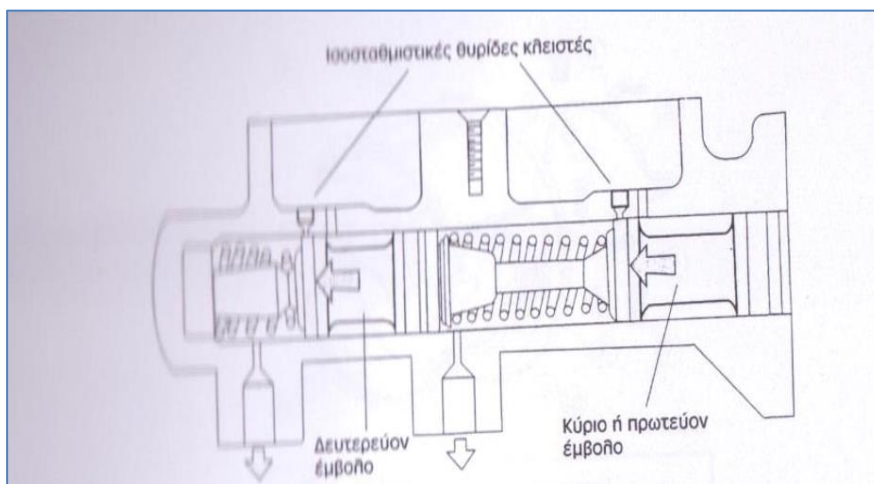 Ισοσταθμιστικές θυρίδες κλειστές
Δευτερεύον
έμβολο
Κύριο ή πρωτεύον
έμβολο